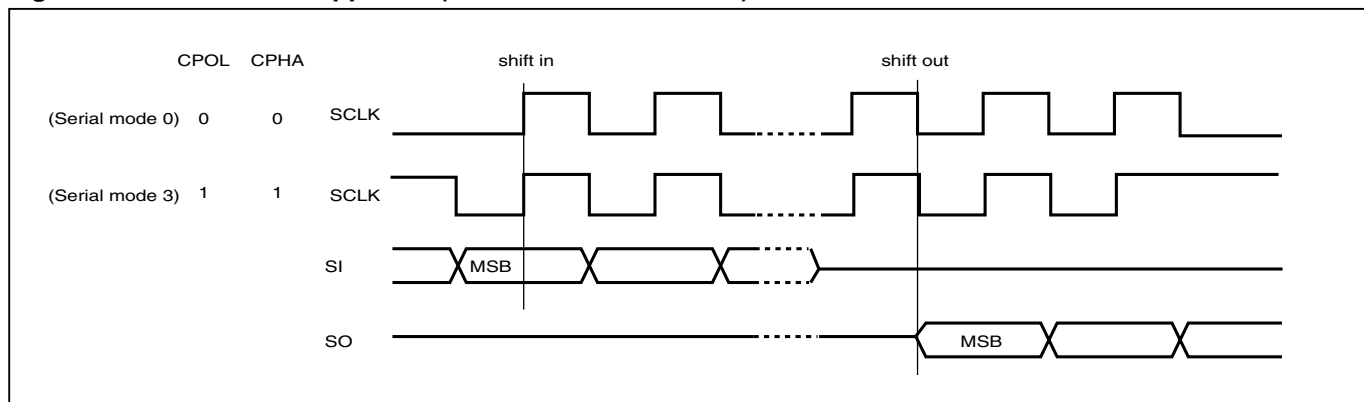 CPOL CPHA shift in shift out
(Serial mode 0) 0 0 SCLK
(Serial mode 3) 1 1 SCLK
SI MSB
SO MSB